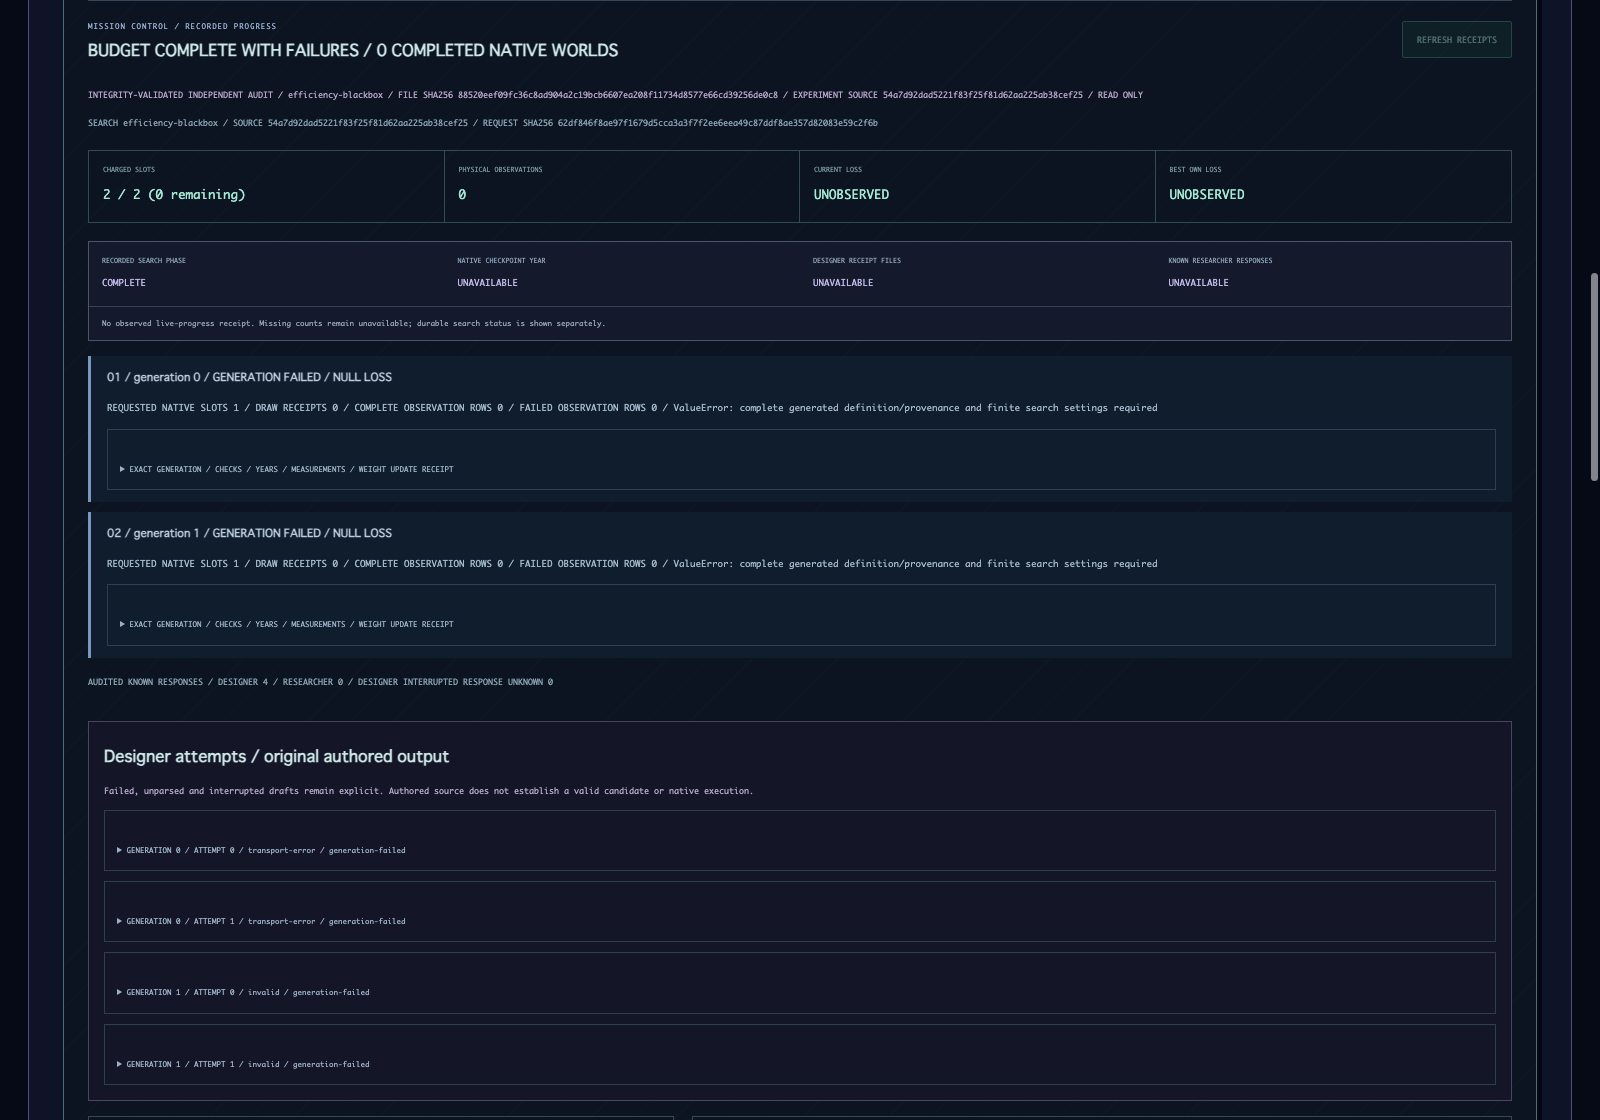 MISSION CONTROL / RECORDED PROGRESS
BUDGET COMPLETE WITH FAILURES / 0 COMPLETED NATIVE WORLDS
REFRESH RECEIPTS
INTEGRITY-VALIDATED INDEPENDENT AUDIT / efficiency-blackbox / FILE SHA256 88520eef09fc36c8ad904a2c19bcb6607ea208f11734d8577e66cd39256de0c8 / EXPERIMENT SOURCE 54a7d92dad5221f83f25f81d62aa225ab38cef25 / READ ONLY
SEARCH efficiency-blackbox / SOURCE 54a7d92dad5221f83f25f81d62aa225ab38cef25 / REQUEST SHA256 62df846f8ae97f1679d5cca3a3f7f2ee6eea49c87ddf8ae357d82083e59c2f6b
CHARGED SLOTS
2 / 2 (0 remaining)
PHYSICAL OBSERVATIONS
0
CURRENT LOSS
UNOBSERVED
BEST OWN LOSS
UNOBSERVED
RECORDED SEARCH PHASE
COMPLETE
NATIVE CHECKPOINT YEAR
UNAVAILABLE
DESIGNER RECEIPT FILES
UNAVAILABLE
KNOWN RESEARCHER RESPONSES
UNAVAILABLE
No observed live-progress receipt. Missing counts remain unavailable; durable search status is shown separately.
01 / generation 0 / GENERATION FAILED / NULL LOSS
REQUESTED NATIVE SLOTS 1 / DRAW RECEIPTS 0 / COMPLETE OBSERVATION ROWS 0 / FAILED OBSERVATION ROWS 0 / ValueError: complete generated definition/provenance and finite search settings required
▶ EXACT GENERATION / CHECKS / YEARS / MEASUREMENTS / WEIGHT UPDATE RECEIPT
02 / generation 1 / GENERATION FAILED / NULL LOSS
REQUESTED NATIVE SLOTS 1 / DRAW RECEIPTS 0 / COMPLETE OBSERVATION ROWS 0 / FAILED OBSERVATION ROWS 0 / ValueError: complete generated definition/provenance and finite search settings required
▶ EXACT GENERATION / CHECKS / YEARS / MEASUREMENTS / WEIGHT UPDATE RECEIPT
AUDITED KNOWN RESPONSES / DESIGNER 4 / RESEARCHER 0 / DESIGNER INTERRUPTED RESPONSE UNKNOWN 0
Designer attempts / original authored output
Failed, unparsed and interrupted drafts remain explicit. Authored source does not establish a valid candidate or native execution.
▶ GENERATION 0 / ATTEMPT 0 / transport-error / generation-failed
▶ GENERATION 0 / ATTEMPT 1 / transport-error / generation-failed
▶ GENERATION 1 / ATTEMPT 0 / invalid / generation-failed
▶ GENERATION 1 / ATTEMPT 1 / invalid / generation-failed